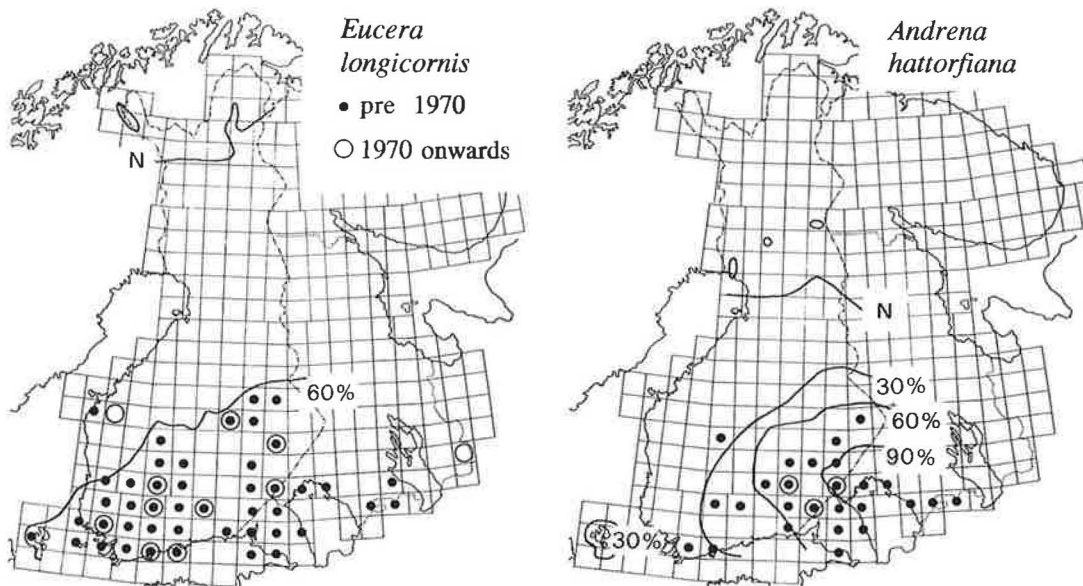 Eucera
longicornis
● pre 1970
○ 1970 onwards
N
60%
Andrena
hattorfiana
N
30%
60%
90%
30%